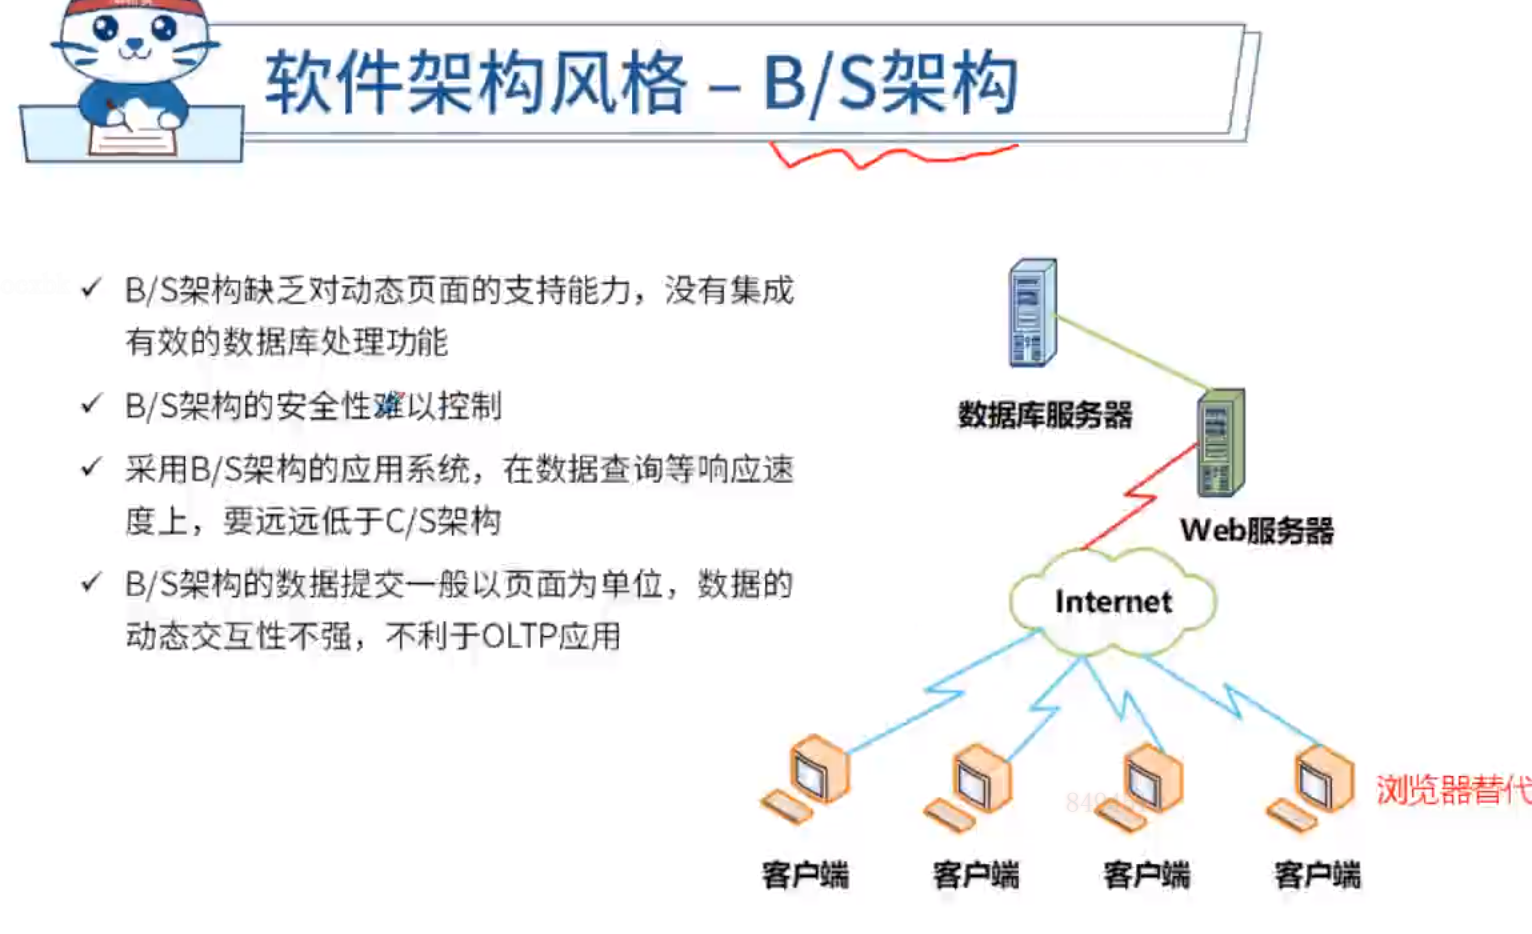 软件架构风格 – B/S架构
B/S架构缺乏对动态页面的支持能力，没有集成
有效的数据库处理功能
B/S架构的安全性难以控制
采用B/S架构的应用系统，在数据查询等响应速
度上，要远远低于C/S架构
B/S架构的数据提交一般以页面为单位，数据的
动态交互性不强，不利于OLTP应用
数据库服务器
Web服务器
Internet
浏览器替代
客户端
客户端
客户端
客户端